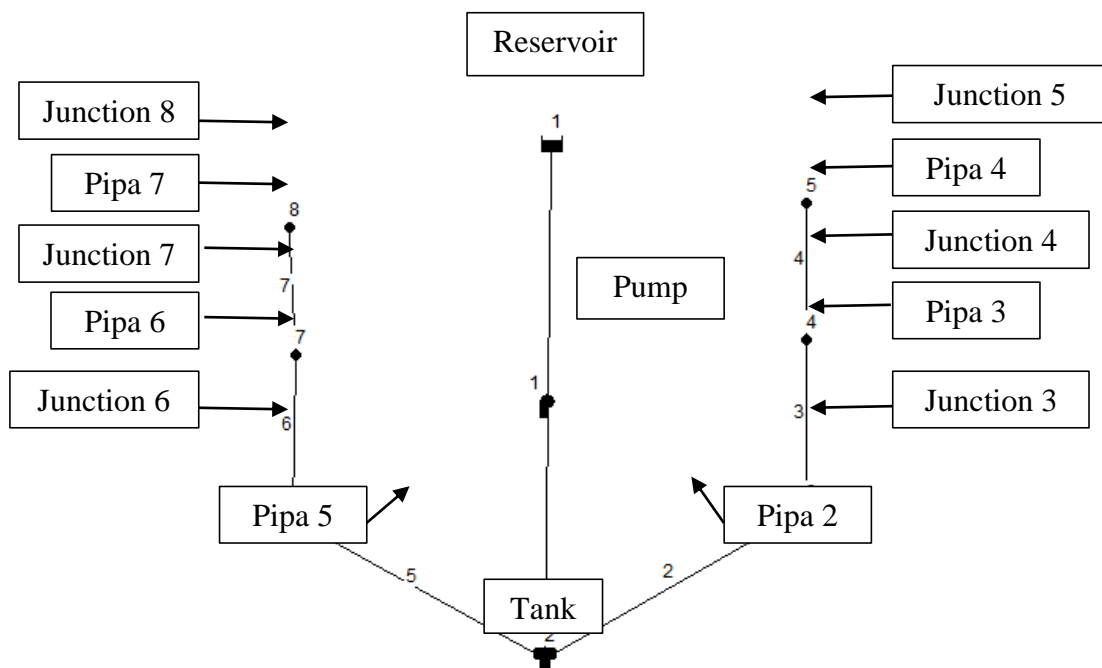 Reservoir
Junction 8
Junction 5
1
Pipa 7
Pipa 4
5
8
Junction 7
Junction 4
4
Pump
7
Pipa 6
Pipa 3
7
4
1
Junction 6
Junction 3
6
3
Pipa 5
Pipa 2
5
2
Tank
2